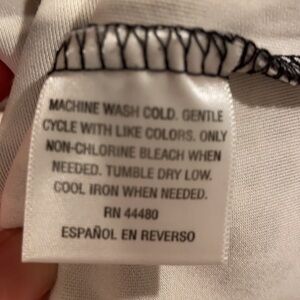 MACHINE WASH COLD. GENTLE
CYCLE WITH LIKE COLORS. ONLY
NON-CHLORINE BLEACH WHEN
NEEDED. TUMBLE DRY LOW.
COOL IRON WHEN NEEDED.
RN 44480
ESPAÑOL EN REVERSO